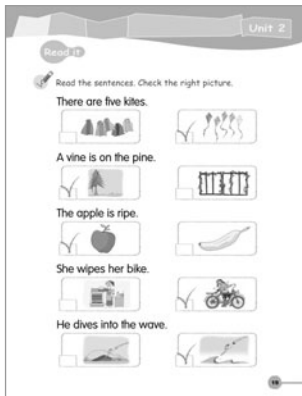 Unit 2
Read it
Read the sentences. Check the right picture.
There are five kites.
A vine is on the pine.
The apple is ripe.
She wipes her bike.
He dives into the wave.